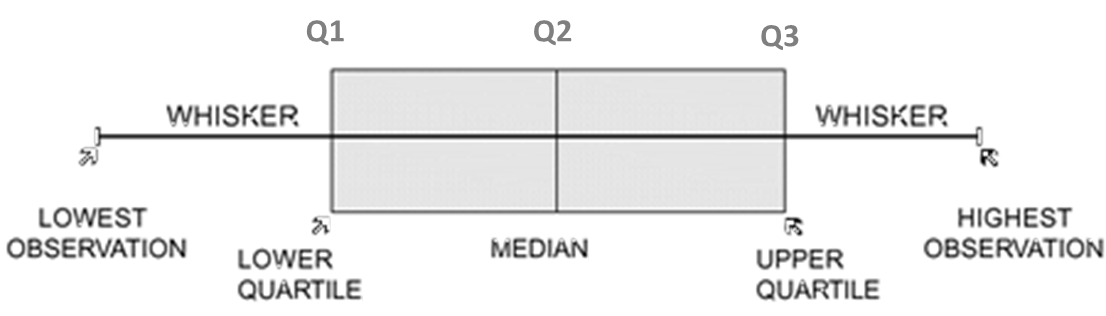 Q1
Q2
Q3
WHISKER
WHISKER
LOWEST
OBSERVATION
LOWER
QUARTILE
MEDIAN
UPPER
QUARTILE
HIGHEST
OBSERVATION